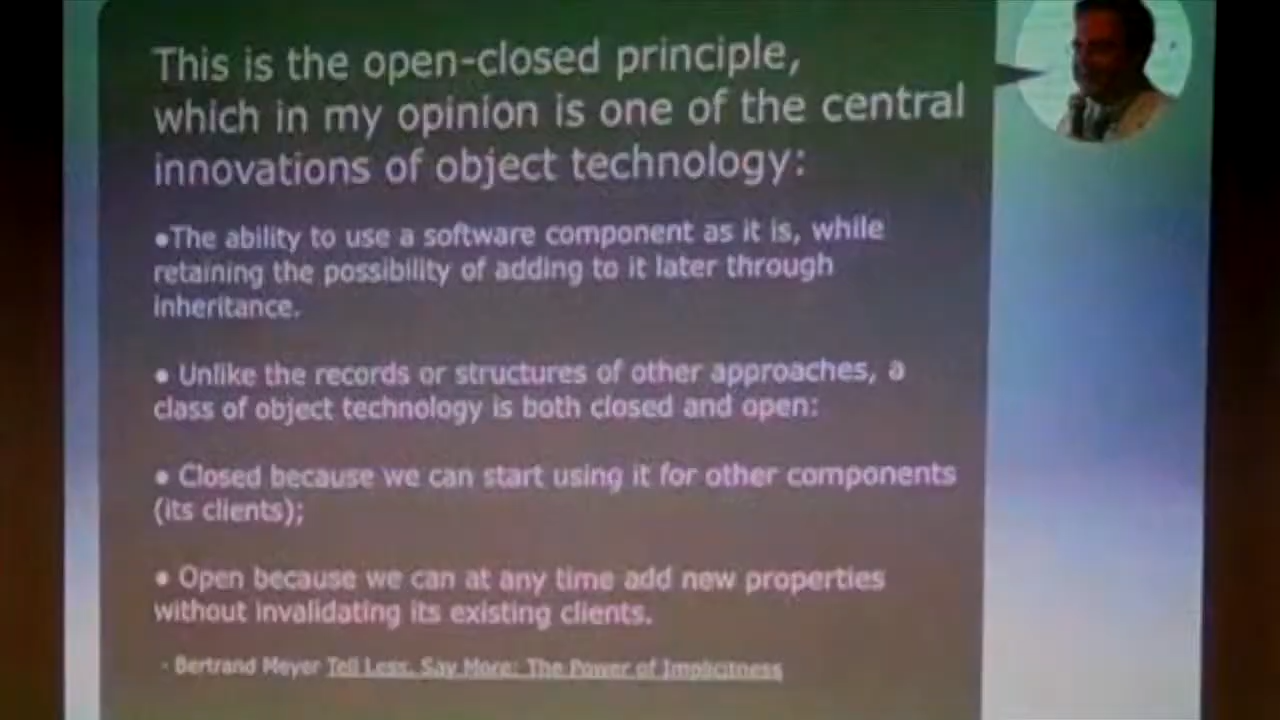 This is the open-closed principle,
which in my opinion is one of the central
innovations of object technology:
●The ability to use a software component as it is, while
retaining the possibility of adding to it later through
inheritance.
● Unlike the records or structures of other approaches, a
class of object technology is both closed and open:
● Closed because we can start using it for other components
(its clients);
● Open because we can at any time add new properties
without invalidating its existing clients.
- Bertrand Meyer Tell Less, Say More: The Power of Implicitness